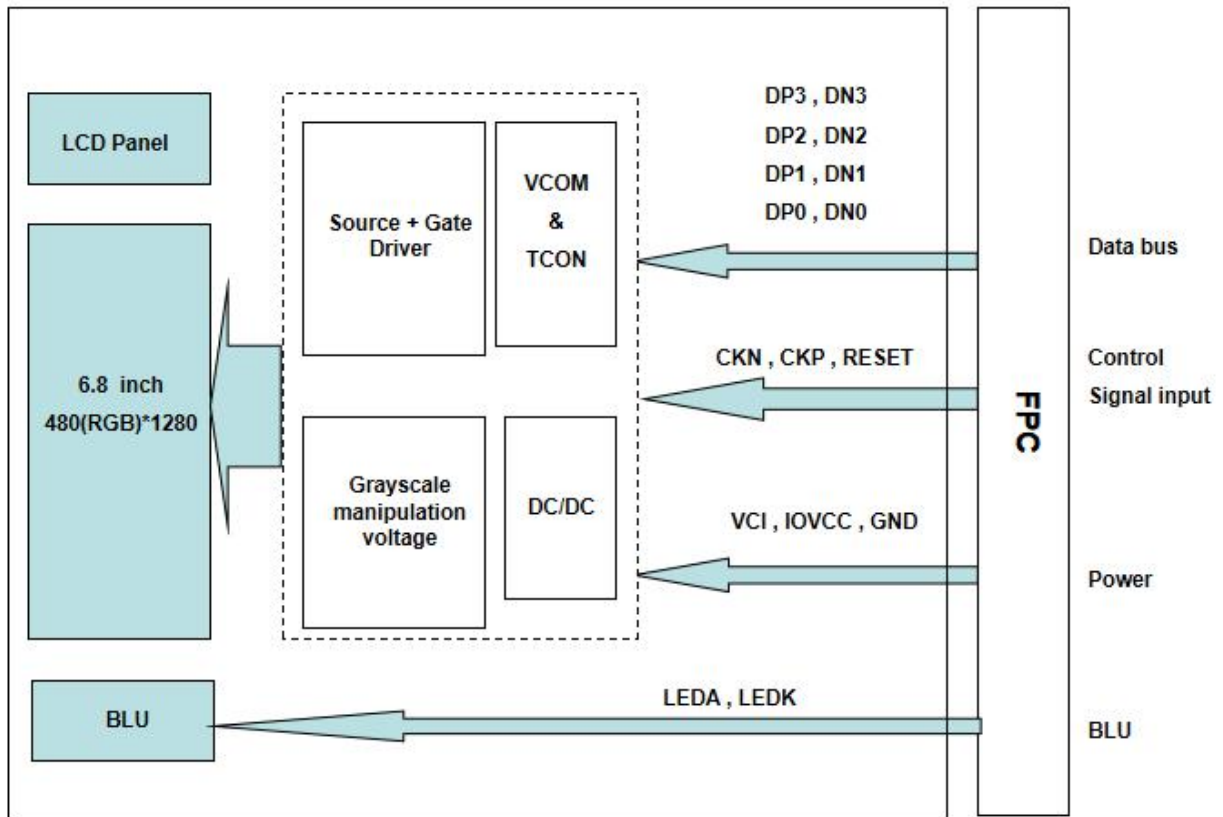 LCD Panel
6.8 inch
480(RGB)*1280
BLU
Source + Gate
Driver
VCOM
&
TCON
Grayscale
manipulation
voltage
DC/DC
DP3 , DN3
DP2 , DN2
DP1 , DN1
DP0 , DN0
CKN , CKP , RESET
VCI , IOVCC , GND
LEDA , LEDK
FPC
Data bus
Control
Signal input
Power
BLU